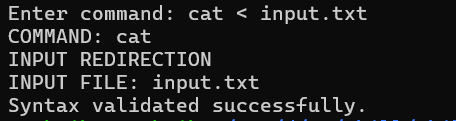 Enter command: cat < input.txt
COMMAND: cat
INPUT REDIRECTION
INPUT FILE: input.txt
Syntax validated successfully.